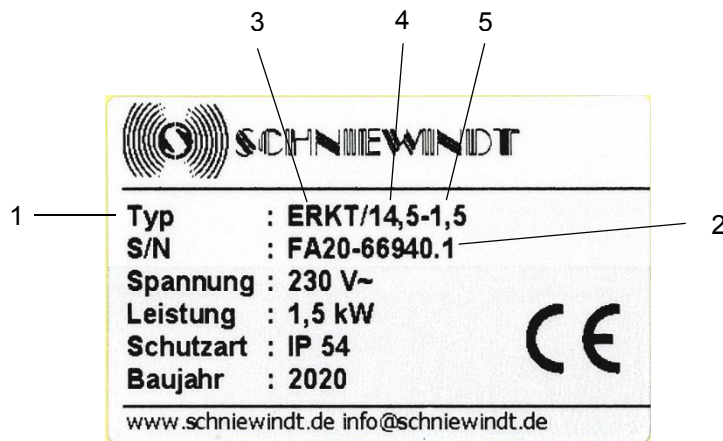 3 4 5
SCHNIEWINDT
1 Typ : ERKT/14,5-1,5
S/N : FA20-66940.1 2
Spannung : 230 V~
Leistung : 1,5 kW
Schutzart : IP 54
Baujahr : 2020
CE
www.schniewindt.de info@schniewindt.de